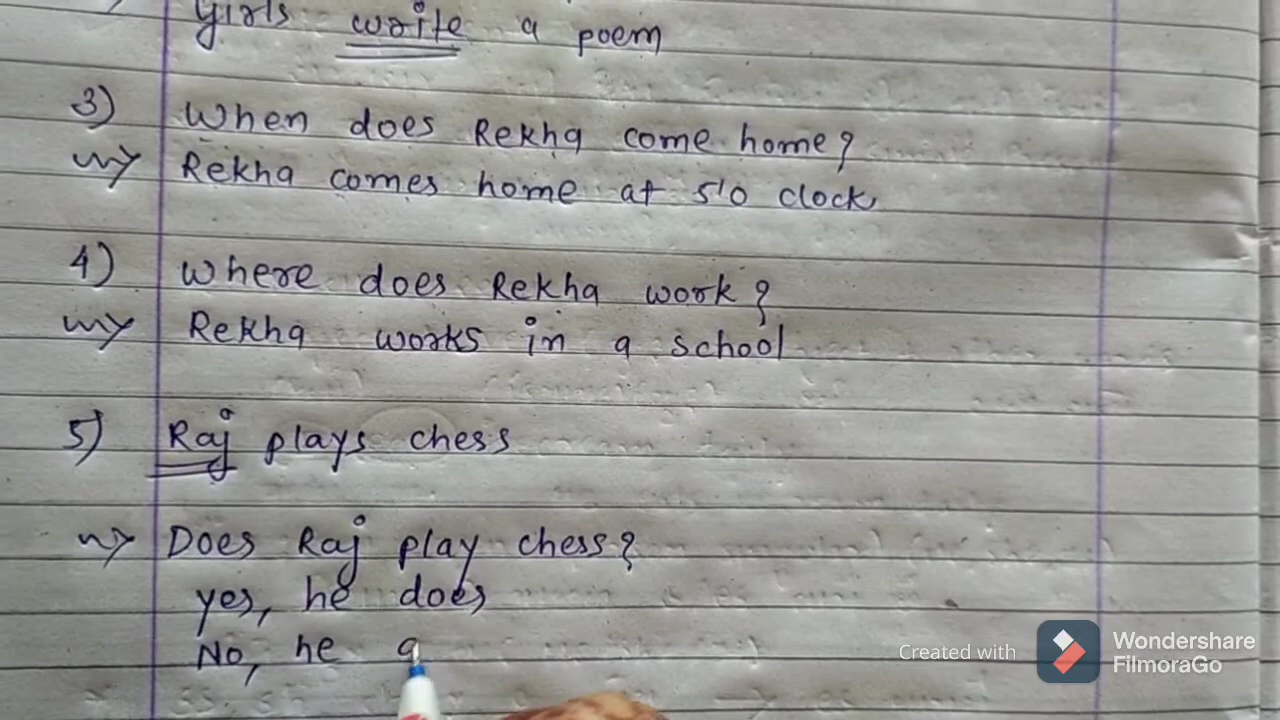 Girls write a poem
3) When does Rekha come home?
Rekha comes home at 5'0 clock
4) Where does Rekha work?
Rekha works in a school
5) Raj plays chess
Does Raj play chess?
yes, he does
No, he
Created with Wondershare FilmoraGo